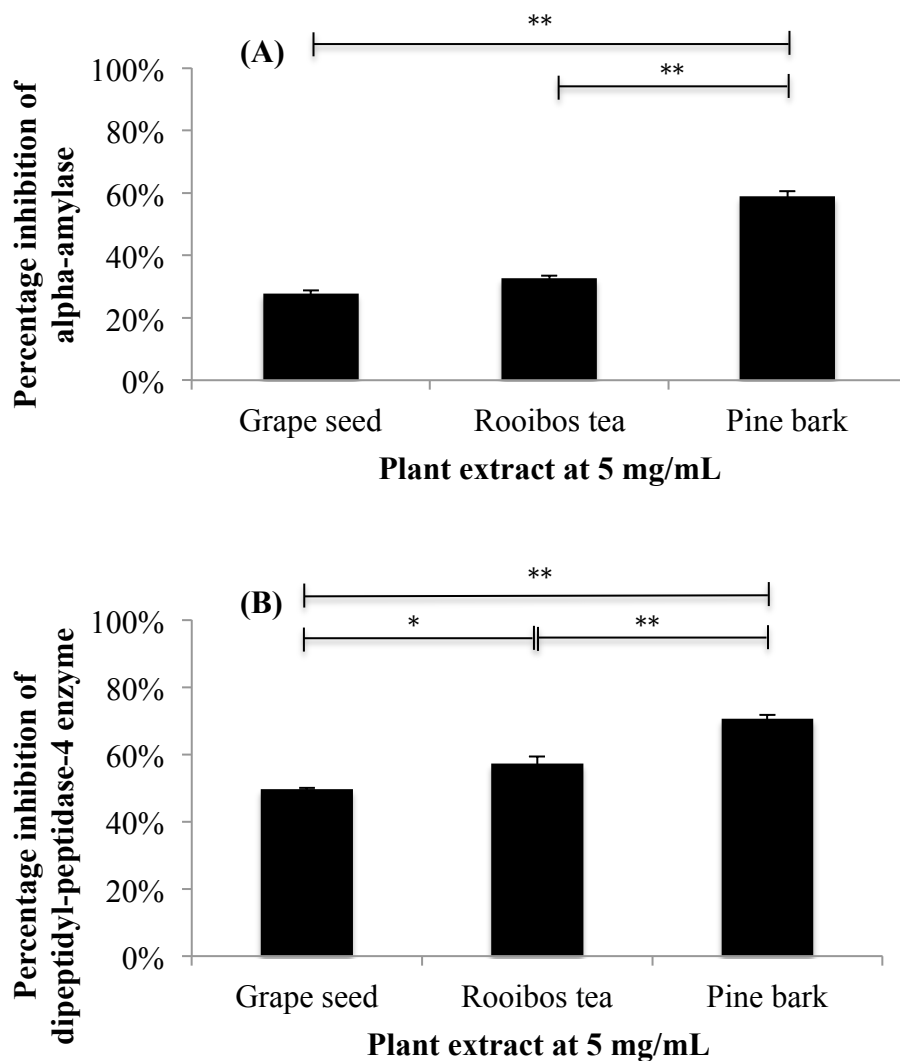 **
(A)
**
100%
80%
60%
40%
20%
0%
Percentage inhibition of
alpha-amylase
Grape seed Rooibos tea Pine bark
Plant extract at 5 mg/mL
**
(B)
* **
100%
80%
60%
40%
20%
0%
Percentage inhibition of
dipeptidyl-peptidase-4 enzyme
Grape seed Rooibos tea Pine bark
Plant extract at 5 mg/mL